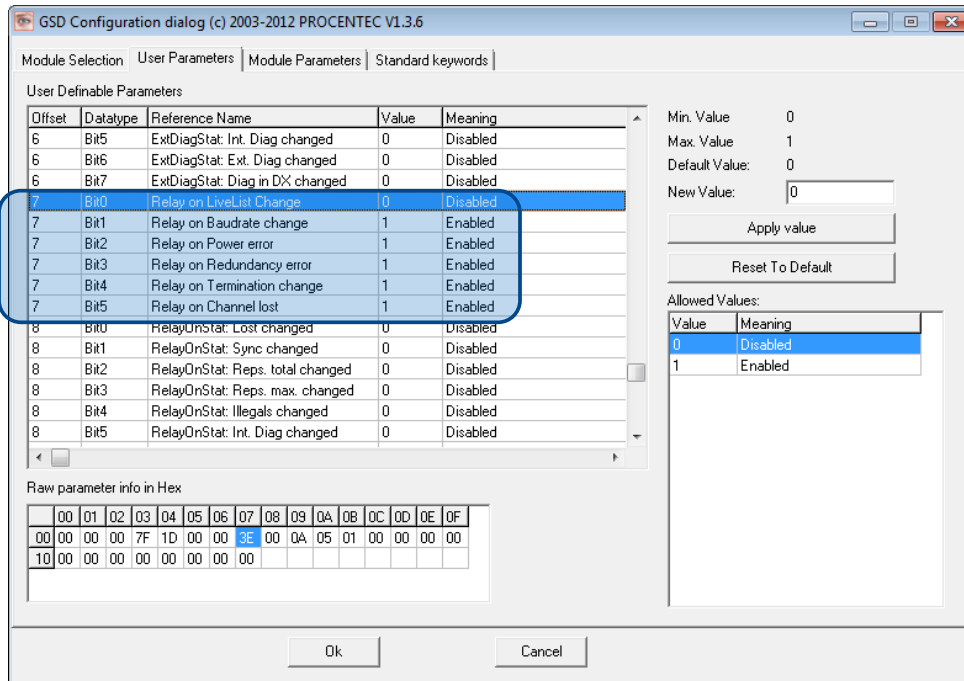 GSD Configuration dialog (c) 2003-2012 PROCENTEC V1.3.6
Module Selection User Parameters Module Parameters Standard keywords
User Definable Parameters
Offset Datatype Reference Name Value Meaning
6 Bit5 ExtDiagStat: Int. Diag changed 0 Disabled
6 Bit6 ExtDiagStat: Ext. Diag changed 0 Disabled
6 Bit7 ExtDiagStat: Diag in DX changed 0 Disabled
7 Bit0 Relay on LiveList Change 0 Disabled
7 Bit1 Relay on Baudrate change 1 Enabled
7 Bit2 Relay on Power error 1 Enabled
7 Bit3 Relay on Redundancy error 1 Enabled
7 Bit4 Relay on Termination change 1 Enabled
7 Bit5 Relay on Channel lost 1 Enabled
8 Bit0 RelayOnStat: Lost changed 0 Disabled
8 Bit1 RelayOnStat: Sync changed 0 Disabled
8 Bit2 RelayOnStat: Reps. total changed 0 Disabled
8 Bit3 RelayOnStat: Reps. max. changed 0 Disabled
8 Bit4 RelayOnStat: Illegals changed 0 Disabled
8 Bit5 RelayOnStat: Int. Diag changed 0 Disabled
Min. Value 0
Max. Value 1
Default Value: 0
New Value: 0
Apply value
Reset To Default
Allowed Values:
Value Meaning
0 Disabled
1 Enabled
Raw parameter info in Hex
00 01 02 03 04 05 06 07 08 09 0A 0B 0C 0D 0E 0F
00 00 00 00 7F 1D 00 00 3E 00 0A 05 01 00 00 00 00
10 00 00 00 00 00 00 00 00
Ok Cancel